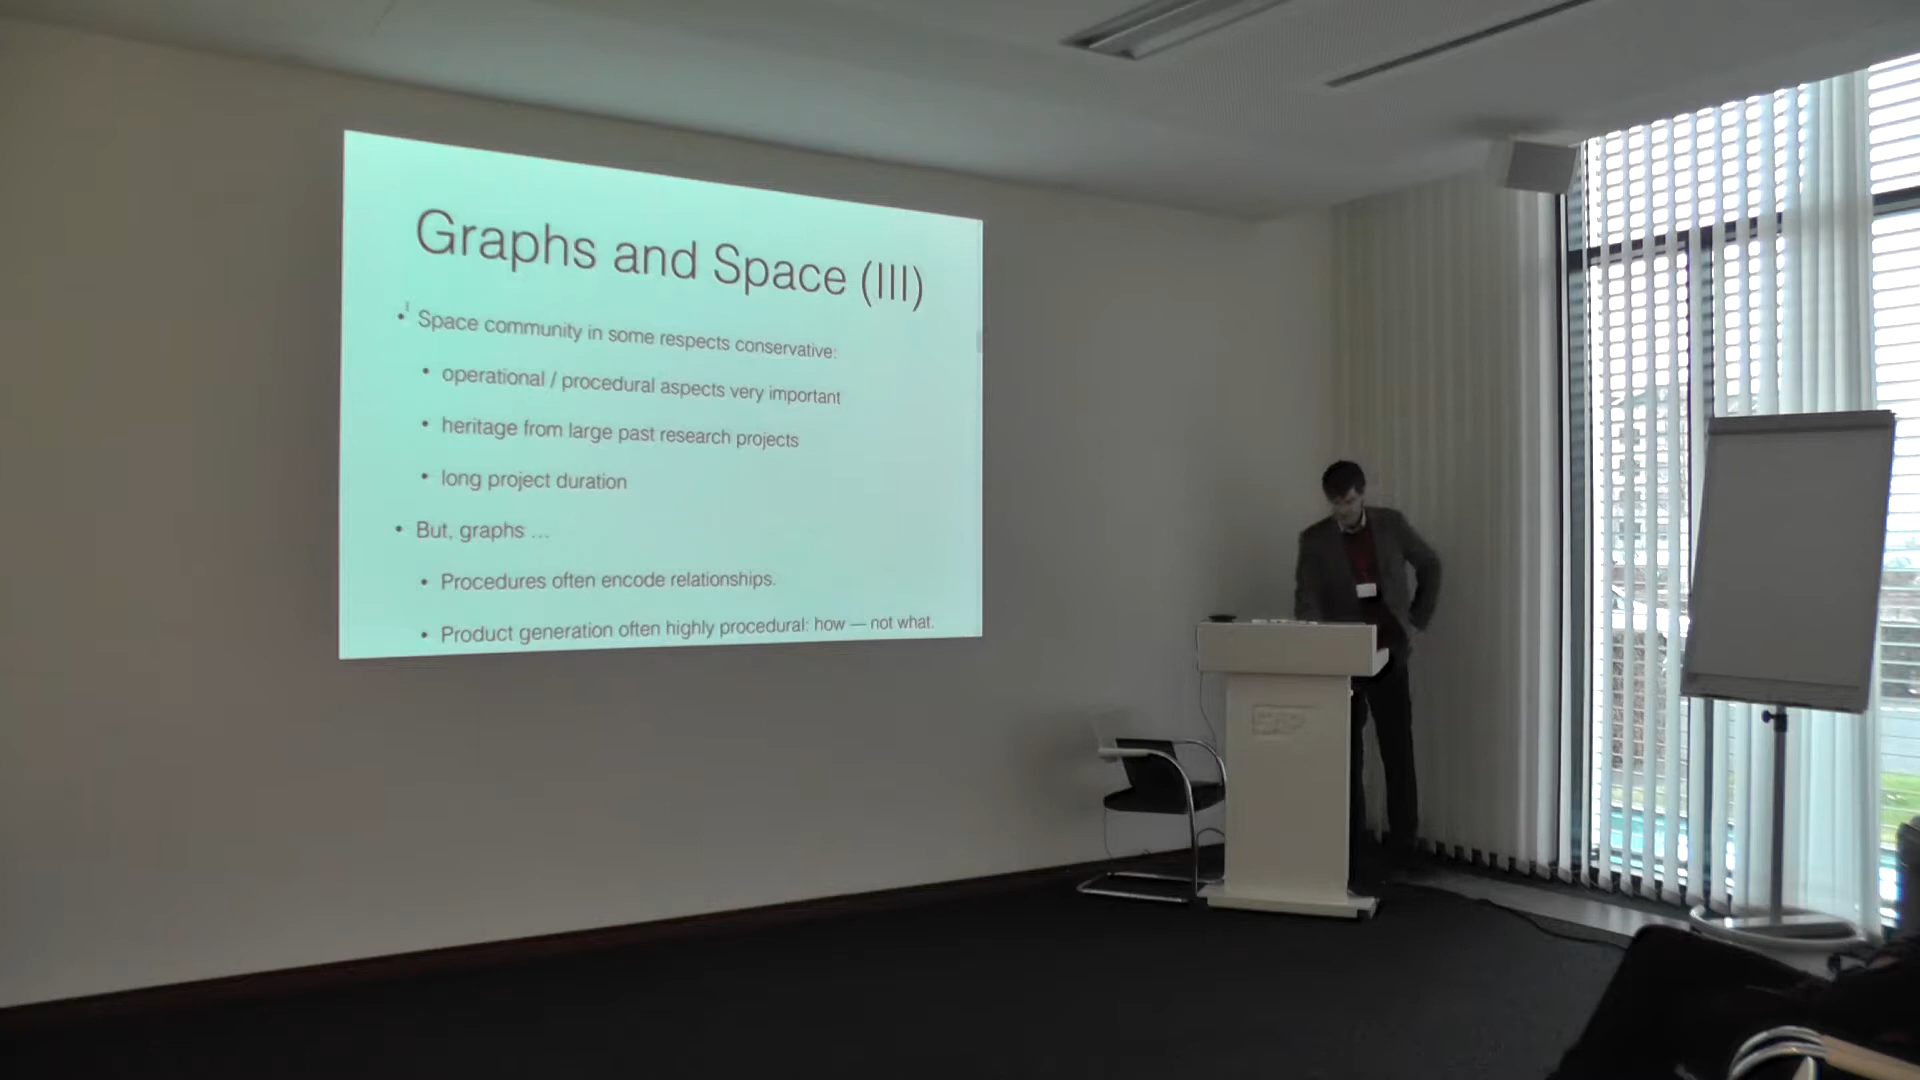 Graphs and Space (III)
• Space community in some respects conservative:
• operational / procedural aspects very important
• heritage from large past research projects
• long project duration
• But, graphs ...
• Procedures often encode relationships.
• Product generation often highly procedural: how — not what.